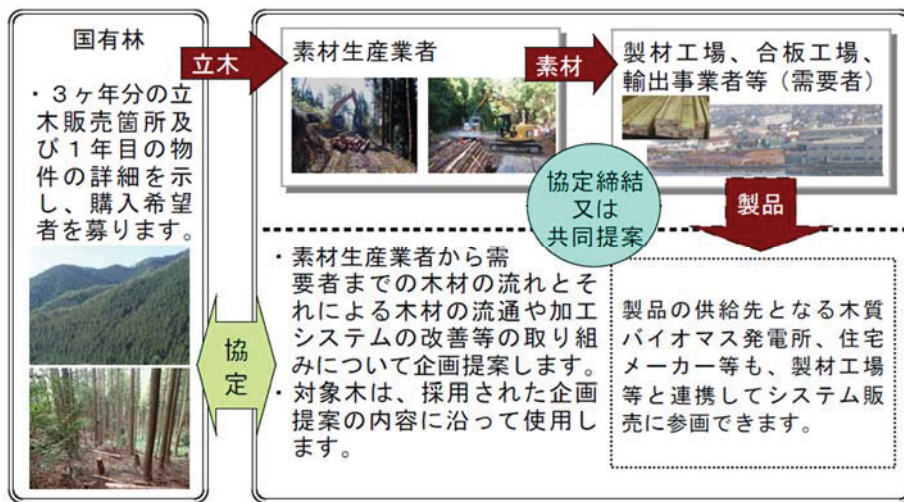 国有林
・３ヶ年分の立
木販売箇所及
び１年目の物
件の詳細を示
し、購入希望
者を募ります。
立木
素材生産業者
素材
製材工場、合板工場、
輸出事業者等（需要者）
協定締結
又は
共同提案
製品
協
定
・素材生産業者から需
要者までの木材の流れとそ
れによる木材の流通や加工
システムの改善等の取り組
みについて企画提案します。
・対象木は、採用された企画
提案の内容に沿って使用し
ます。
製品の供給先となる木質
バイオマス発電所、住宅
メーカー等も、製材工場
等と連携してシステム販
売に参画できます。